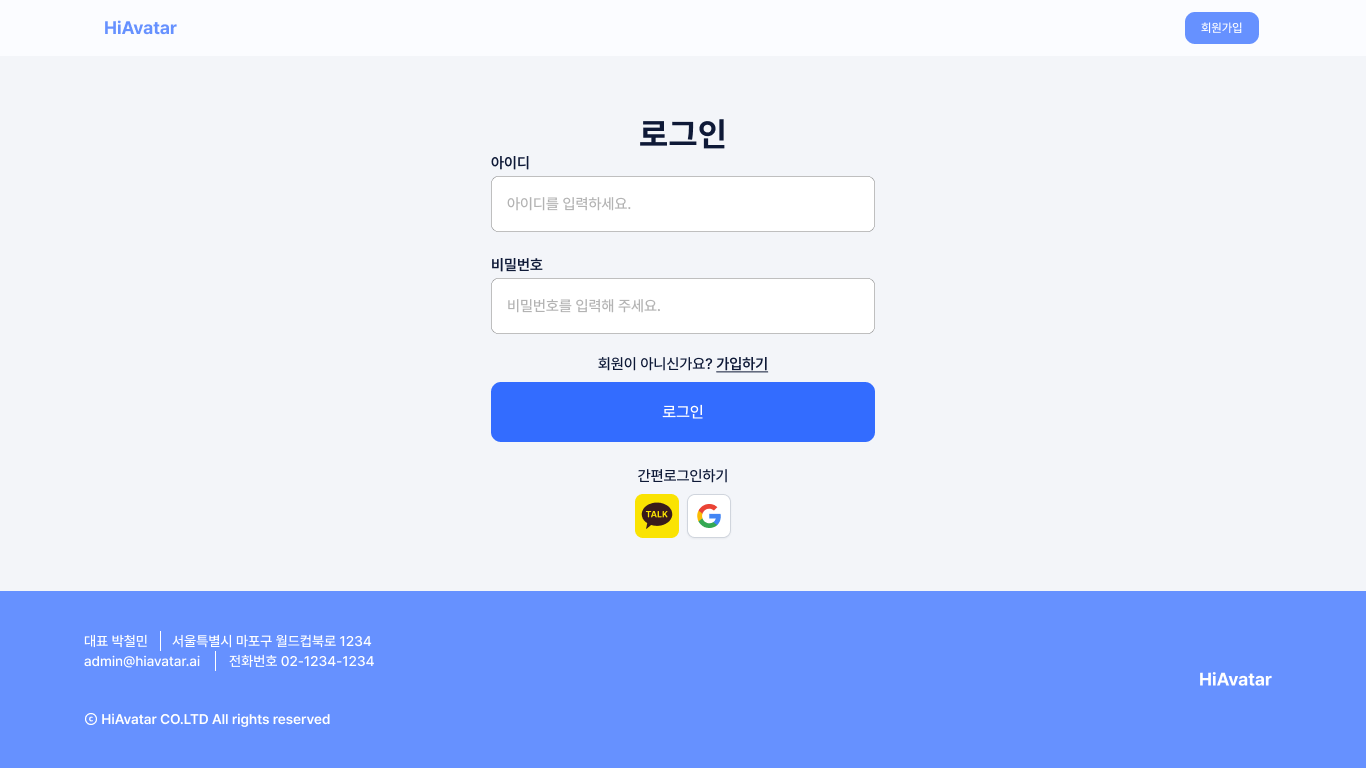 HiAvatar
회원가입
로그인
아이디
아이디를 입력하세요.
비밀번호
비밀번호를 입력해 주세요.
회원이 아니신가요? 가입하기
로그인
간편로그인하기
TALK
G
대표 박철민 서울특별시 마포구 월드컵북로 1234
admin@hiavatar.ai 전화번호 02-1234-1234
HiAvatar
ⓒ HiAvatar CO.LTD All rights reserved